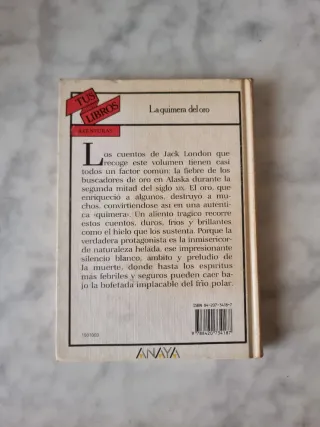 TUS
LIBROS
AVENTURAS
La quimera del oro
Los cuentos de Jack London que
recoge este volumen tienen casi
todos un factor común: la fiebre de los
buscadores de oro en Alaska durante la
segunda mitad del siglo XIX. El oro, que
enriqueció a algunos, destruyó a mu-
chos, convirtiéndose así en una auténti-
ca «quimera». Un aliento trágico recorre
estos cuentos, duros, fríos y brillantes
como el hielo que los sustenta. Porque la
verdadera protagonista es la inmisericor-
de naturaleza helada, ese impresionante
silencio blanco, ámbito y preludio de
la muerte, donde hasta los espíritus
más febriles y seguros pueden caer ba-
jo la bofetada implacable del frío polar.
ANAYA